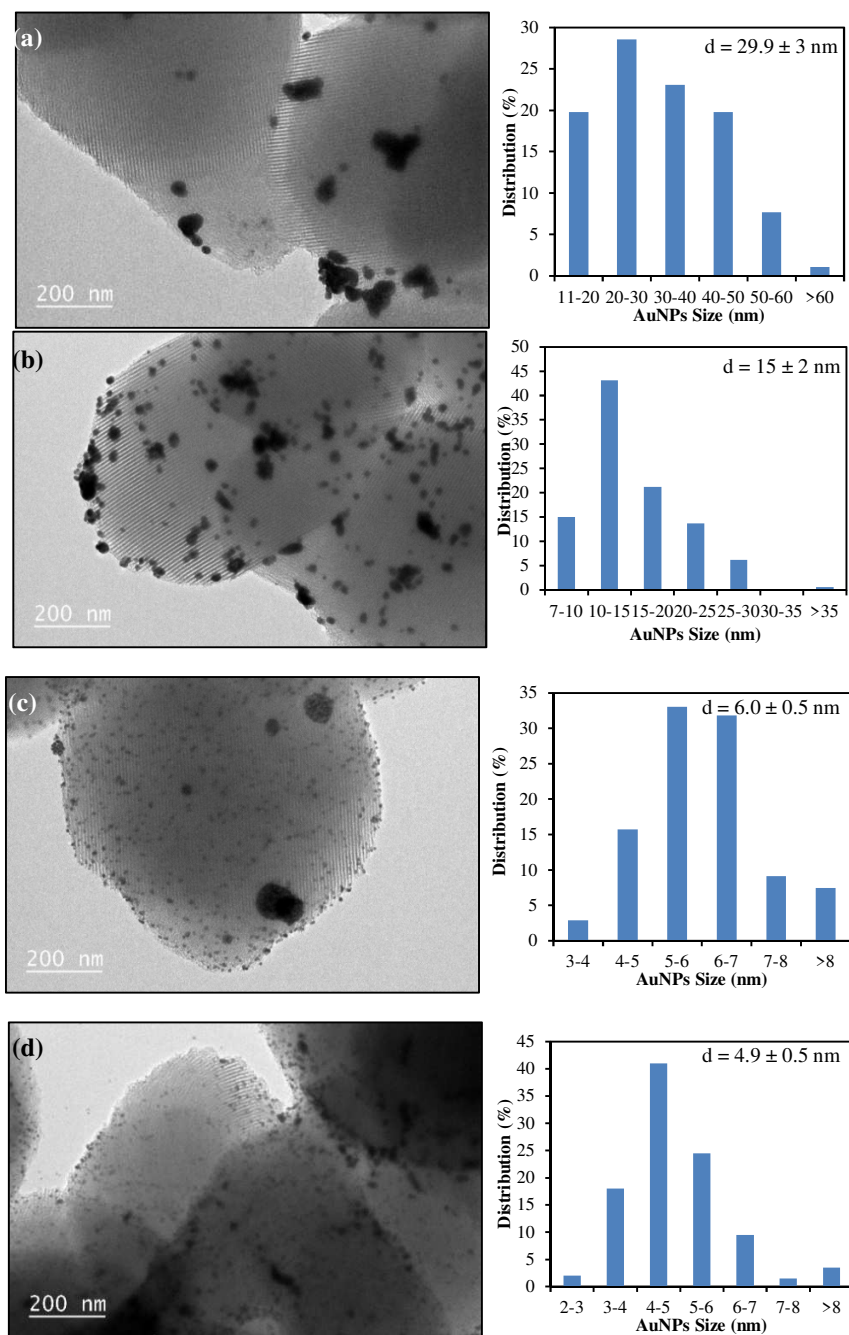 (a)
200 nm
d = 29.9 ± 3 nm
Distribution (%)
30
25
20
15
10
5
0
11-20 20-30 30-40 40-50 50-60 >60
AuNPs Size (nm)
(b)
200 nm
d = 15 ± 2 nm
Distribution (%)
50
45
40
35
30
25
20
15
10
5
0
7-10 10-15 15-20 20-25 25-30 30-35 >35
AuNPs Size (nm)
(c)
200 nm
d = 6.0 ± 0.5 nm
Distribution (%)
35
30
25
20
15
10
5
0
3-4 4-5 5-6 6-7 7-8 >8
AuNPs Size (nm)
(d)
200 nm
d = 4.9 ± 0.5 nm
Distribution (%)
45
40
35
30
25
20
15
10
5
0
2-3 3-4 4-5 5-6 6-7 7-8 >8
AuNPs Size (nm)